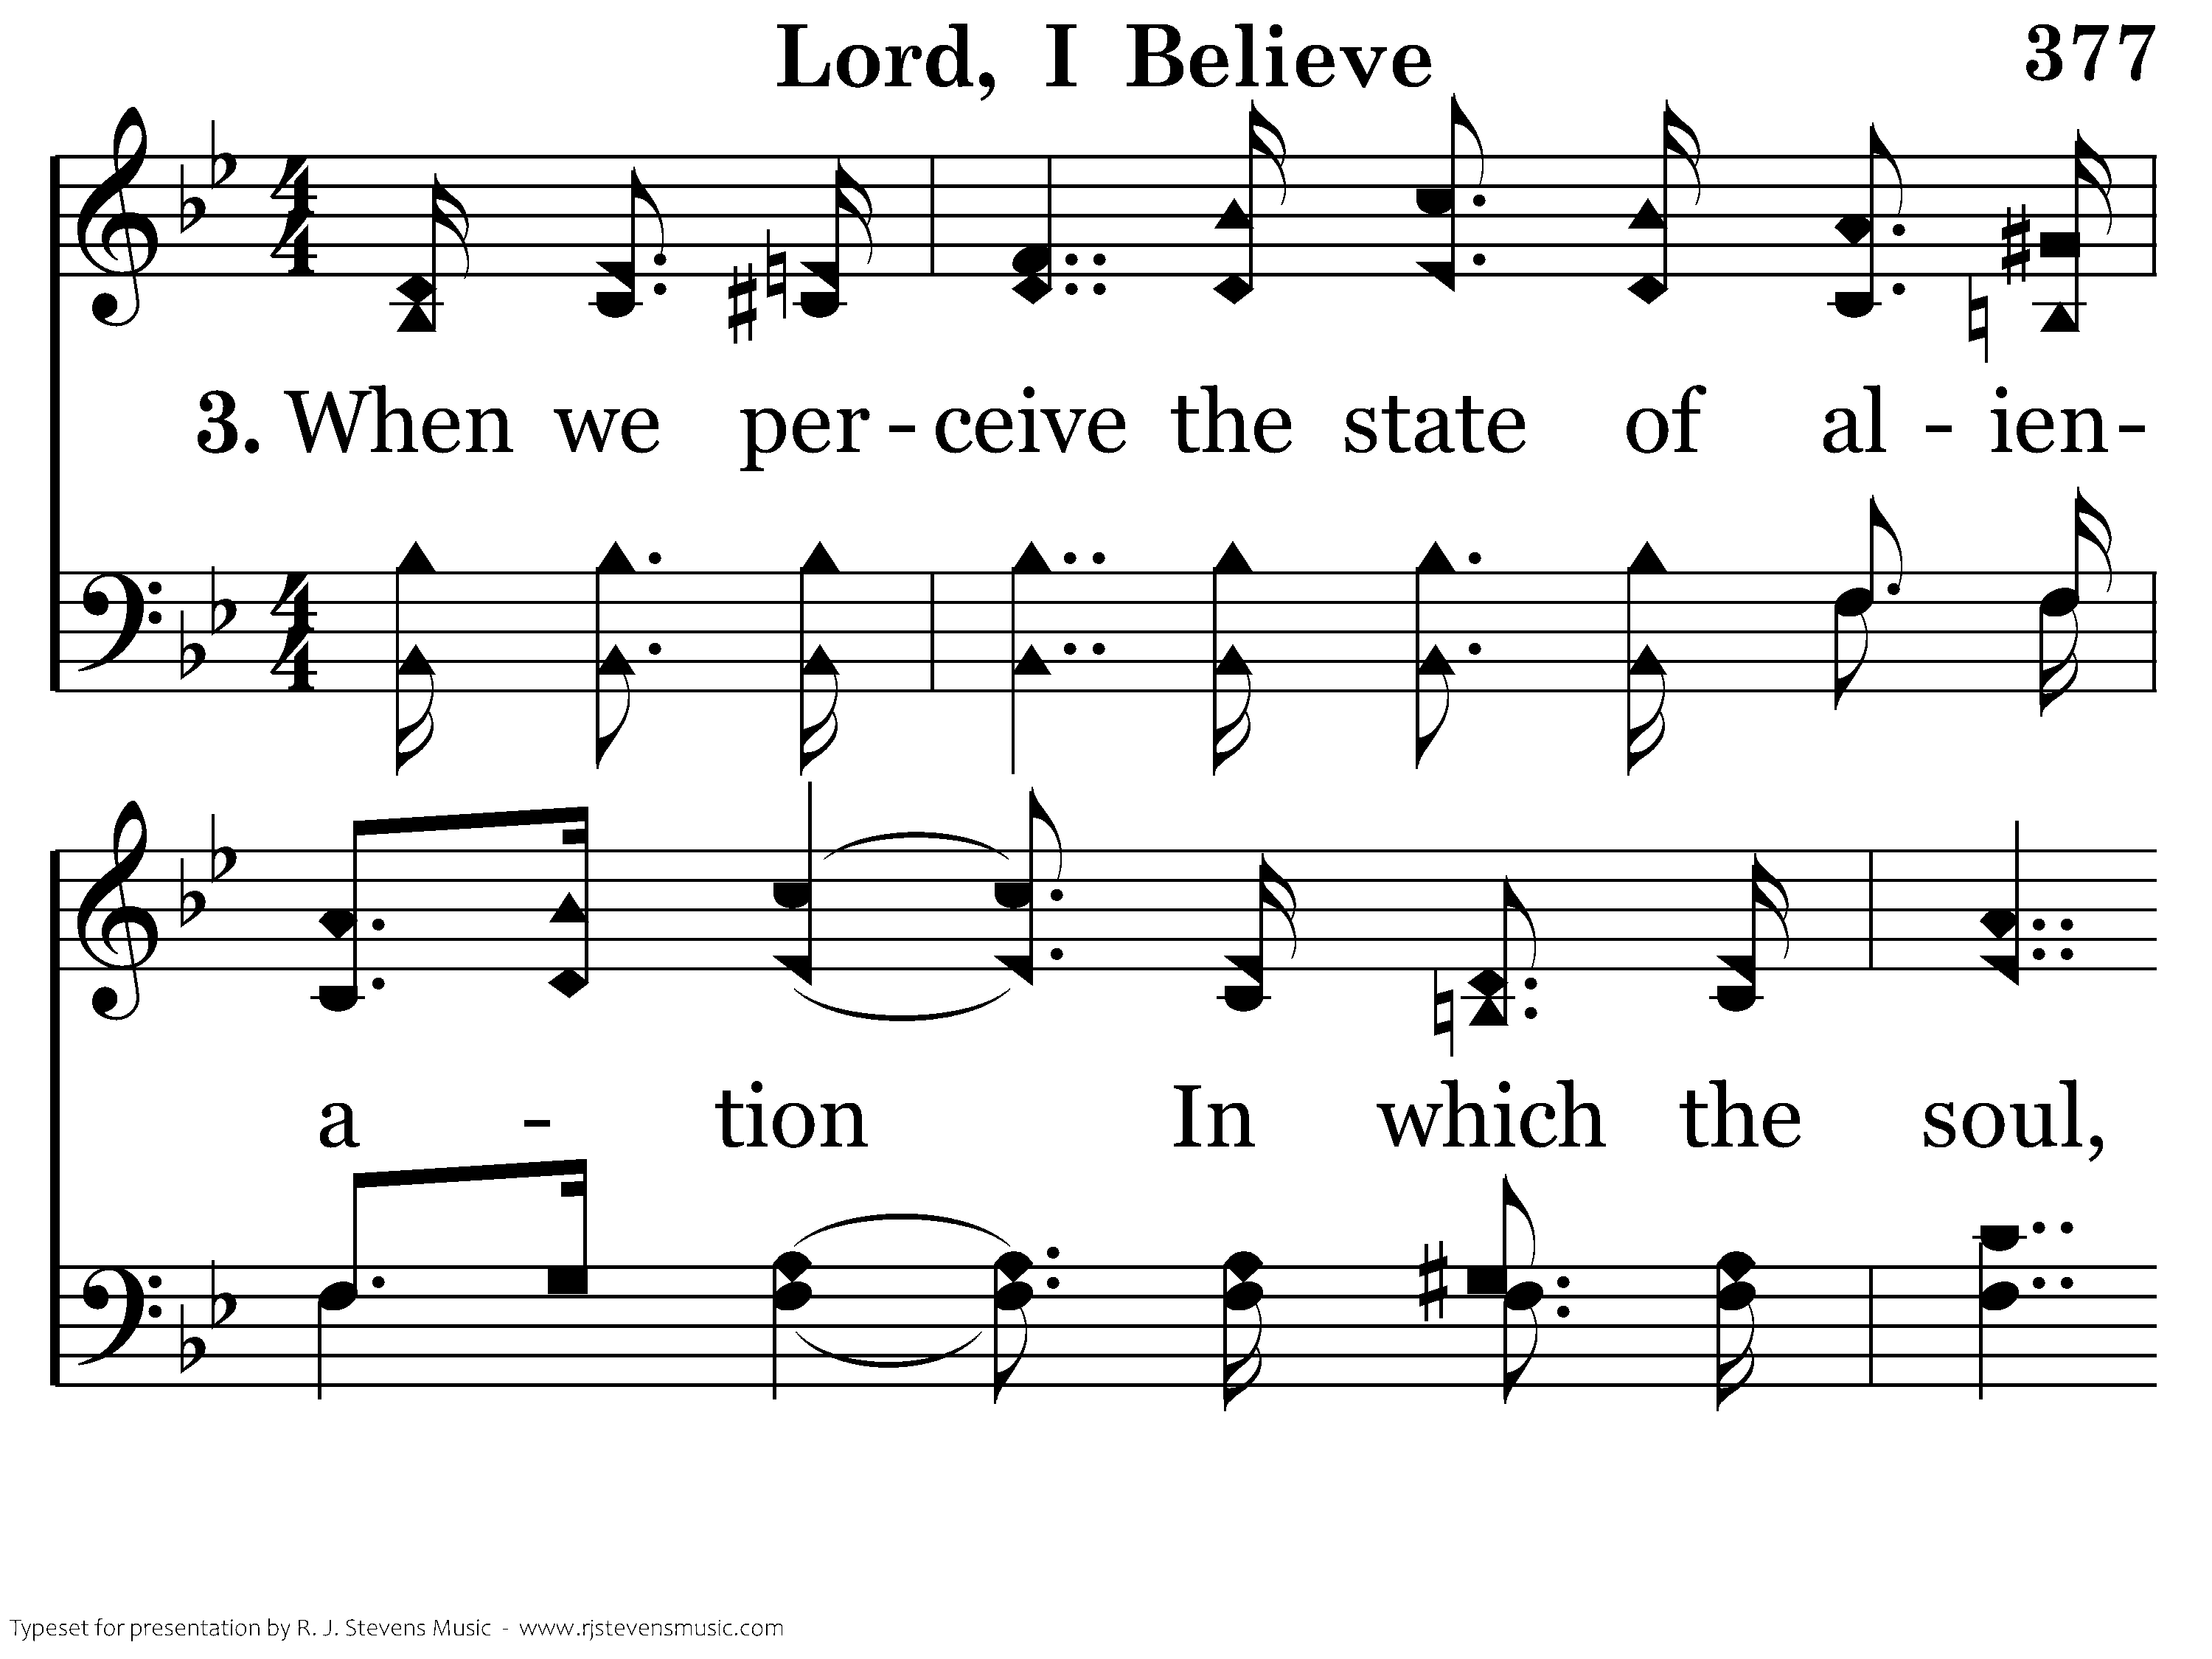 Lord, I Believe 377
3. When we per - ceive the state of al - ien-
a - tion In which the soul,
Typeset for presentation by R. J. Stevens Music - www.rjstevensmusic.com